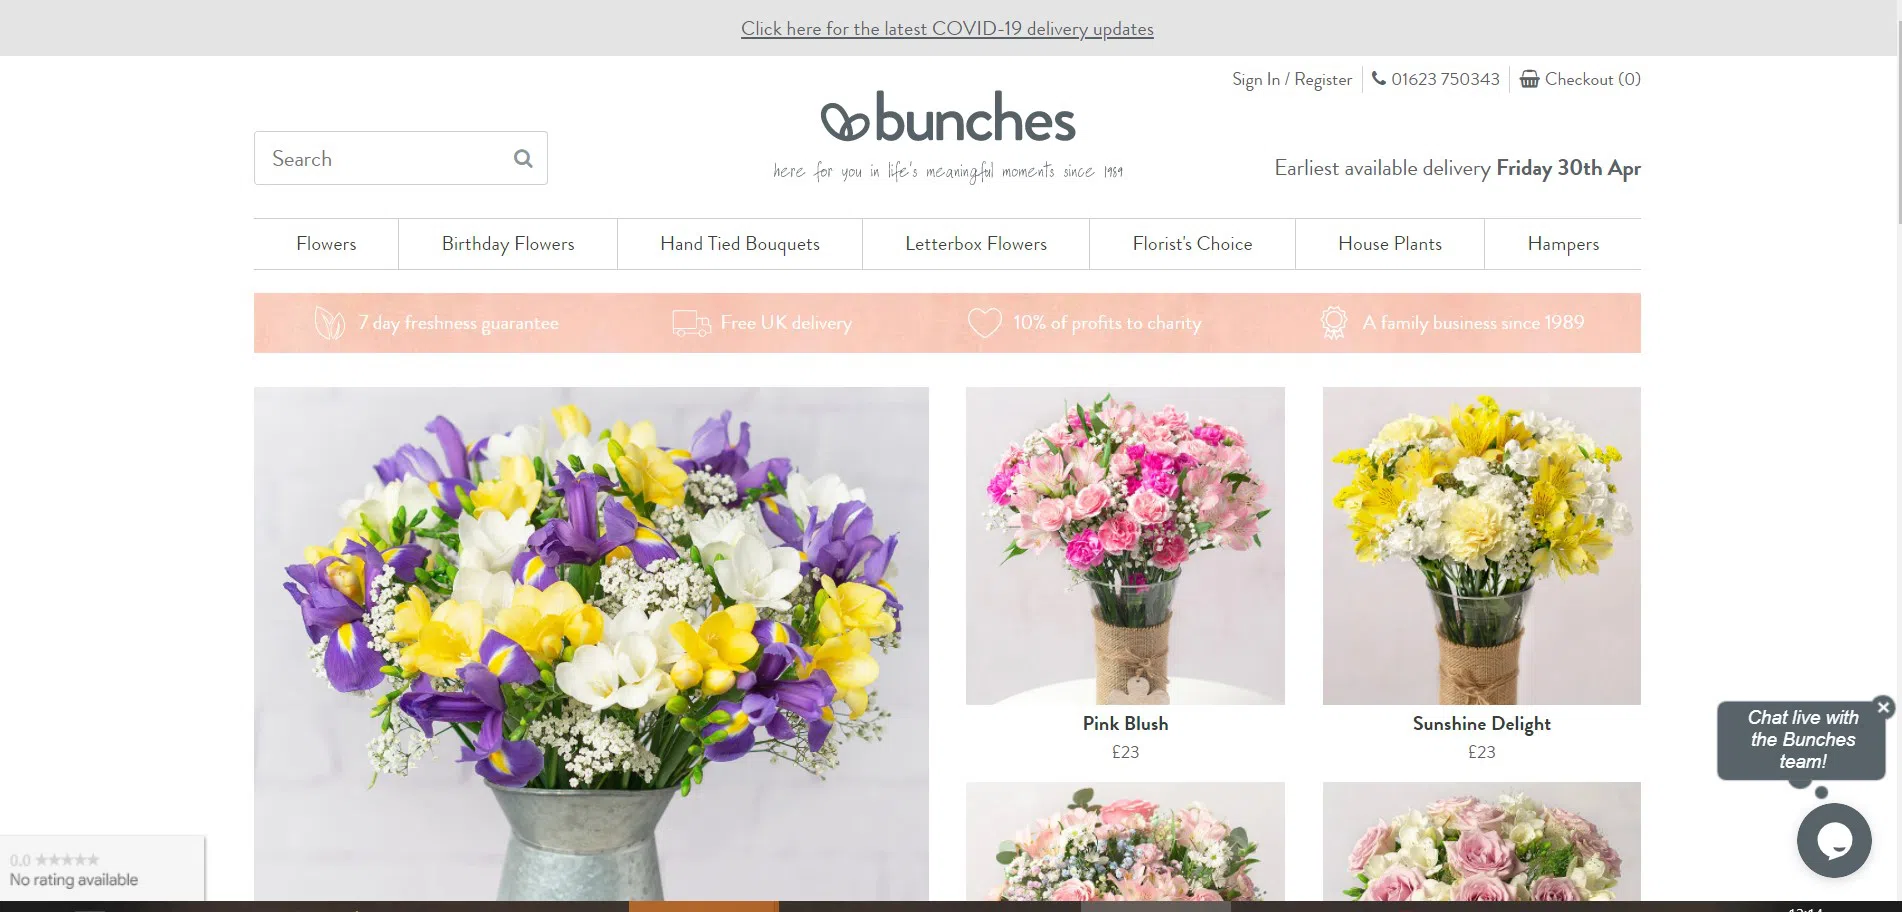 Click here for the latest COVID-19 delivery updates
Sign In / Register
01623 750343
Checkout (0)
bunches
Search
here for you in life's meaningful moments since 1989
Earliest available delivery Friday 30th Apr
Flowers
Birthday Flowers
Hand Tied Bouquets
Letterbox Flowers
Florist's Choice
House Plants
Hampers
7 day freshness guarantee
Free UK delivery
10% of profits to charity
A family business since 1989
Pink Blush
£23
Sunshine Delight
£23
Chat live with
the Bunches
team!
0.0 ★★★★★
No rating available